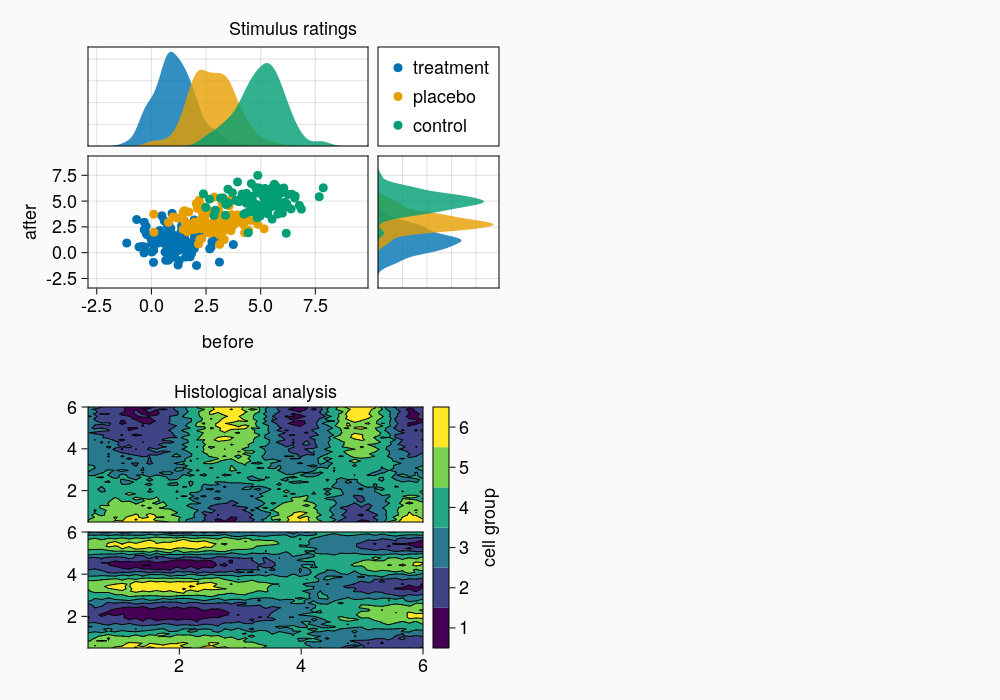 Stimulus ratings
treatment
placebo
control
after
7.5
5.0
2.5
0.0
-2.5
-2.5 0.0 2.5 5.0 7.5
before
Histological analysis
6
4
2
6
4
2
2 4 6
6
5
4
3
2
1
cell group